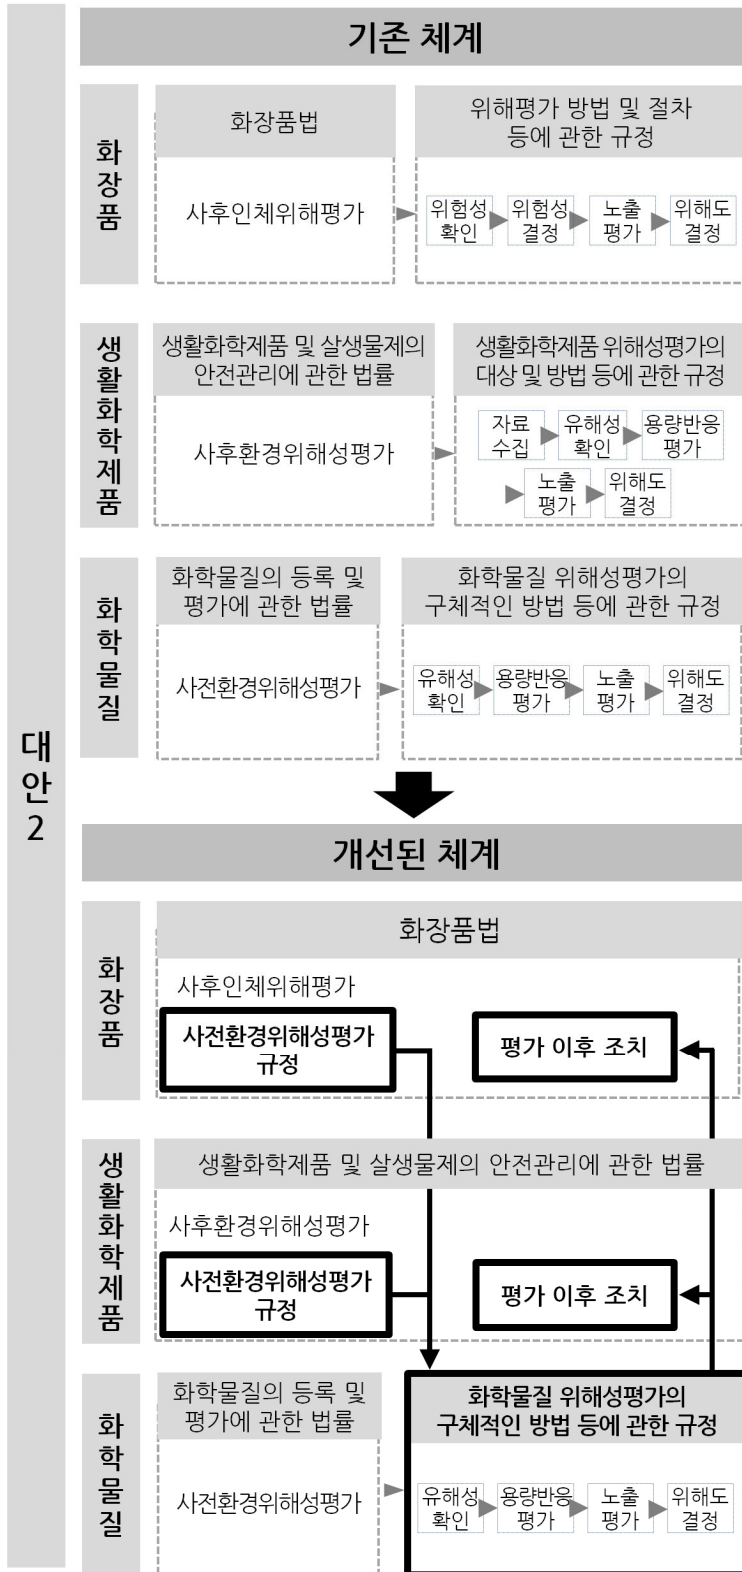 대
안
2
기존 체계
화
장
품
화장품법
사후인체위해평가
위해평가 방법 및 절차
등에 관한 규정
위험성
확인
위험성
결정
노출
평가
위해도
결정
생
활
화
학
제
품
생활화학제품 및 살생물제의
안전관리에 관한 법률
사후환경위해성평가
생활화학제품 위해성평가의
대상 및 방법 등에 관한 규정
자료
수집
유해성
확인
용량반응
평가
노출
평가
위해도
결정
화
학
물
질
화학물질의 등록 및
평가에 관한 법률
사전환경위해성평가
화학물질 위해성평가의
구체적인 방법 등에 관한 규정
유해성
확인
용량반응
평가
노출
평가
위해도
결정
개선된 체계
화
장
품
화장품법
사후인체위해평가
사전환경위해성평가
규정
평가 이후 조치
생
활
화
학
제
품
생활화학제품 및 살생물제의 안전관리에 관한 법률
사후환경위해성평가
사전환경위해성평가
규정
평가 이후 조치
화
학
물
질
화학물질의 등록 및
평가에 관한 법률
사전환경위해성평가
화학물질 위해성평가의
구체적인 방법 등에 관한 규정
유해성
확인
용량반응
평가
노출
평가
위해도
결정